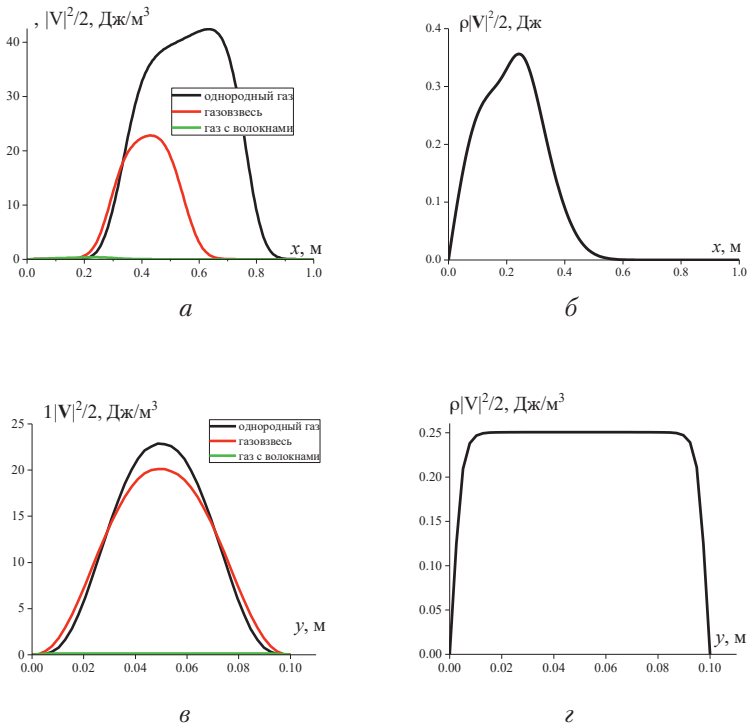 , |V|²/2, Дж/м³
40
20
0
0.0 0.2 0.4 0.6 0.8 1.0
x, м
однородный газ
газовзвесь
газ с волокнами
а
ρ|V|²/2, Дж
0.4
0.3
0.2
0.1
0.0
0.0 0.2 0.4 0.6 0.8 1.0
x, м
б
1|V|²/2, Дж/м³
25
20
15
10
5
0
0.00 0.02 0.04 0.06 0.08 0.10
y, м
однородный газ
газовзвесь
газ с волокнами
в
ρ|V|²/2, Дж/м³
0.25
0.20
0.15
0.10
0.05
0.00
0.00 0.02 0.04 0.06 0.08 0.10
y, м
г